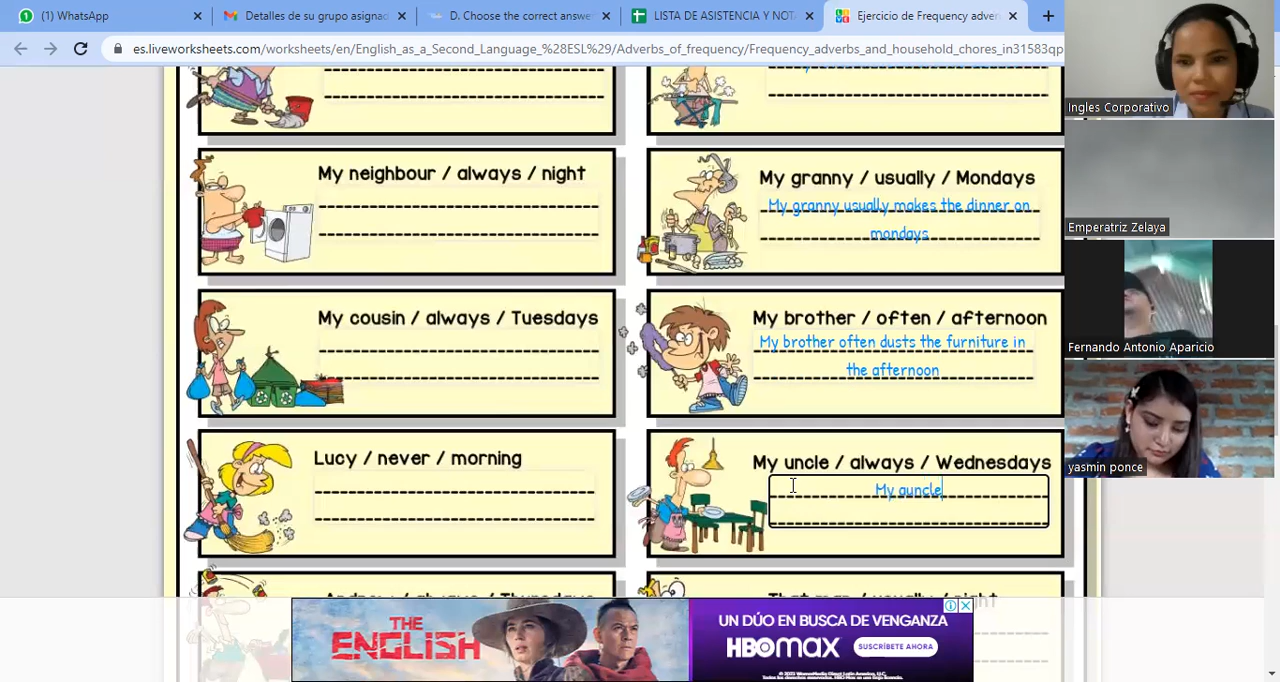 (1) WhatsApp
Detalles de su grupo asignad
D. Choose the correct answer
LISTA DE ASISTENCIA Y NOT
Ejercicio de Frequency adver
es.liveworksheets.com/worksheets/en/English_as_a_Second_Language_%28ESL%29/Adverbs_of_frequency/Frequency_adverbs_and_household_chores_in31583qp
Ingles Corporativo
Emperatriz Zelaya
Fernando Antonio Aparicio
yasmin ponce
My neighbour / always / night
My granny / usually / Mondays
My granny usually makes the dinner on
mondays
My cousin / always / Tuesdays
My brother / often / afternoon
My brother often dusts the furniture in
the afternoon
Lucy / never / morning
My uncle / always / Wednesdays
My auncle
THE
ENGLISH
UN DÚO EN BUSCA DE VENGANZA
HBOMAX
SUSCRÍBETE AHORA